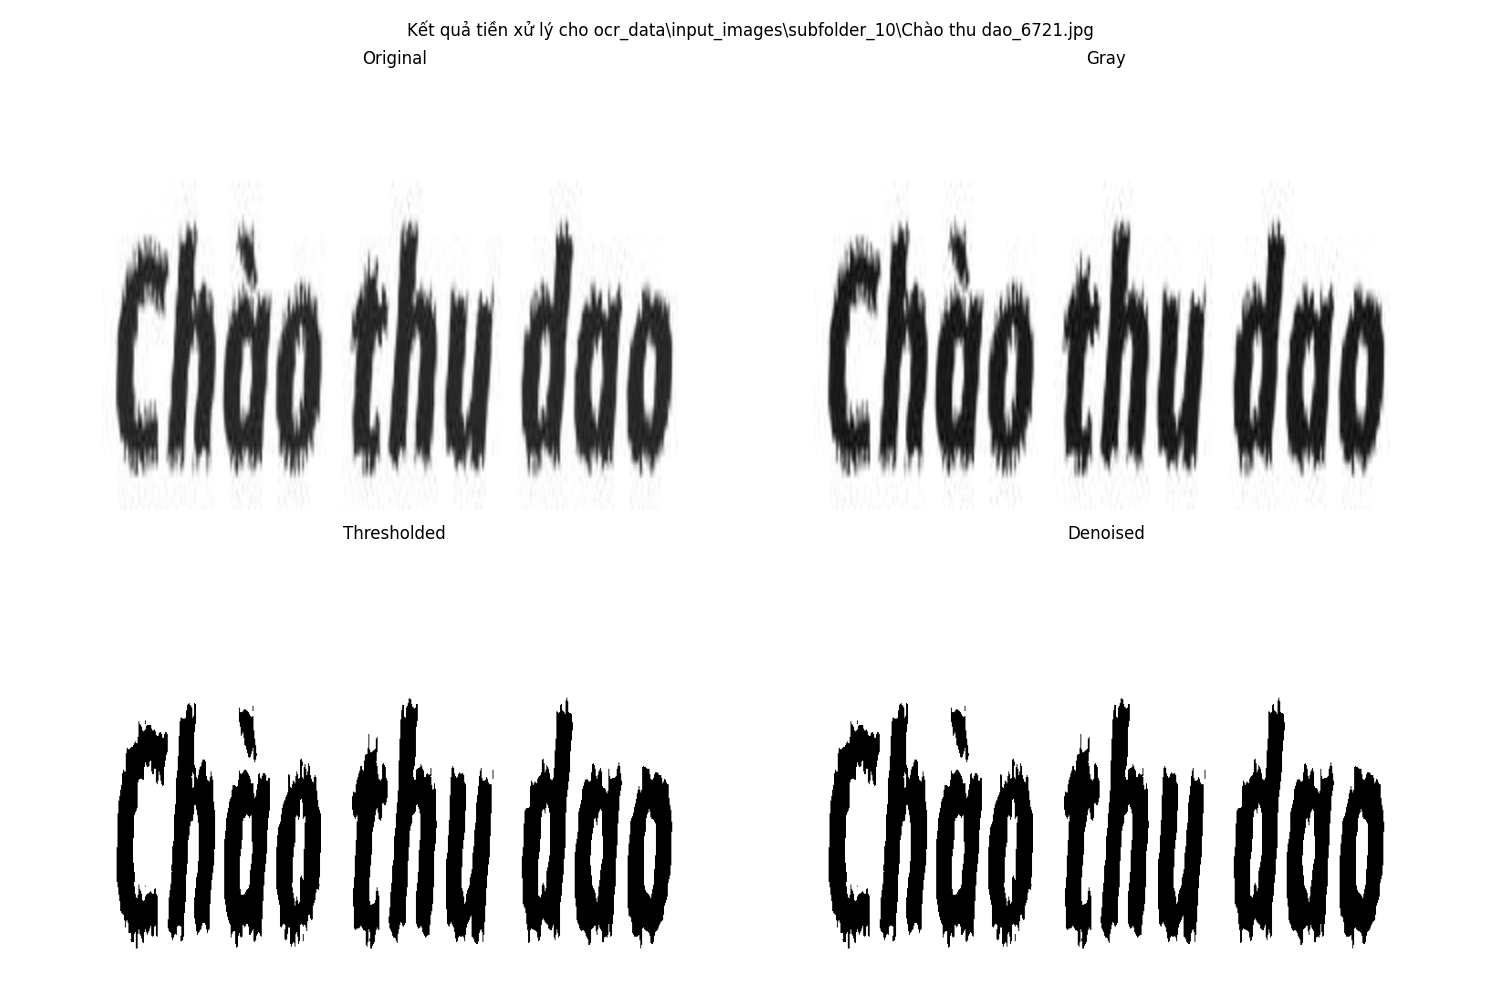 Kết quả tiền xử lý cho ocr_data\input_images\subfolder_10\Chào thu dao_6721.jpg
Original
Gray
Chào thu dao
Chào thu dao
Thresholded
Denoised
Chào thu dao
Chào thu dao